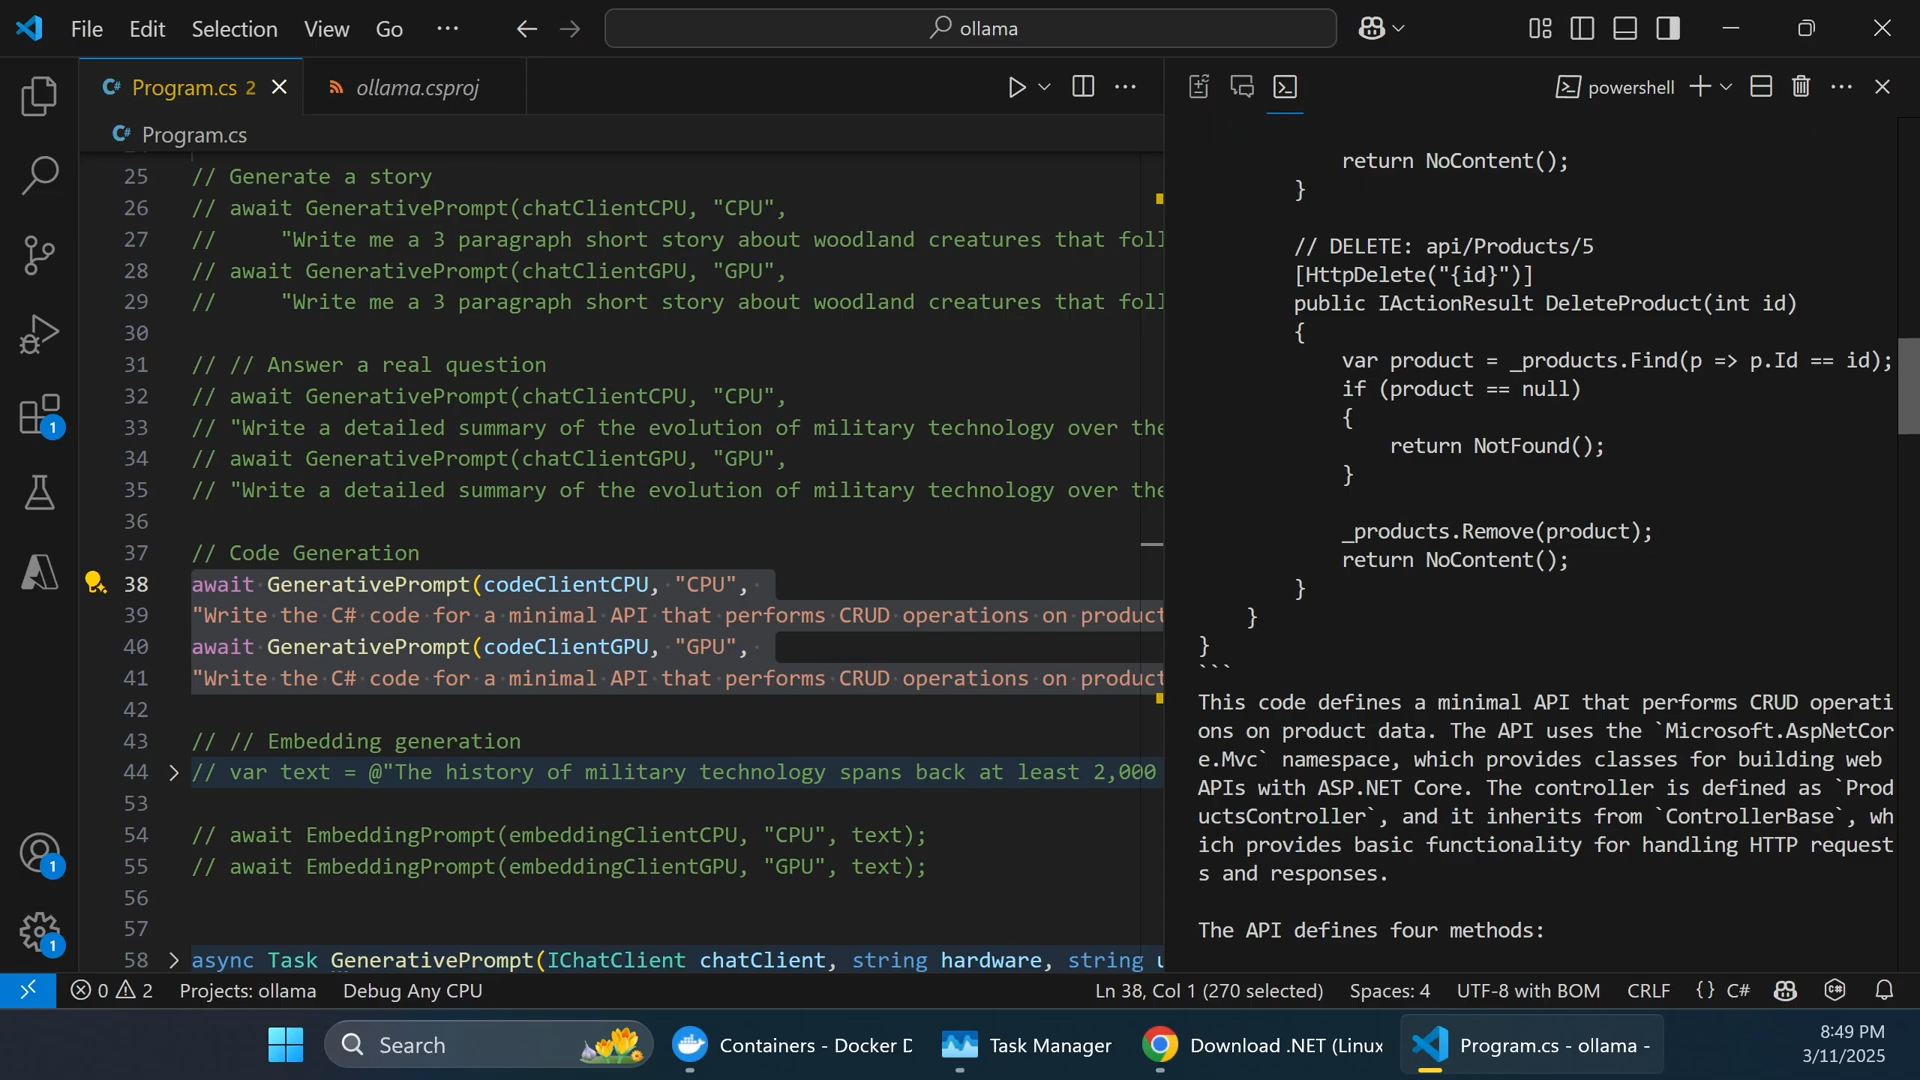 File Edit Selection View Go ··· ollama
C# Program.cs 2 ollama.csproj
powershell
C# Program.cs
24
25 // Generate a story
26 // await GenerativePrompt(chatClientCPU, "CPU",
27 //     "Write me a 3 paragraph short story about woodland creatures that foll
28 // await GenerativePrompt(chatClientGPU, "GPU",
29 //     "Write me a 3 paragraph short story about woodland creatures that foll
30
31 // // Answer a real question
32 // await GenerativePrompt(chatClientCPU, "CPU",
33 // "Write a detailed summary of the evolution of military technology over the
34 // await GenerativePrompt(chatClientGPU, "GPU",
35 // "Write a detailed summary of the evolution of military technology over the
36
37 // Code Generation
38 await GenerativePrompt(codeClientCPU, "CPU",
39 "Write the C# code for a minimal API that performs CRUD operations on product
40 await GenerativePrompt(codeClientGPU, "GPU",
41 "Write the C# code for a minimal API that performs CRUD operations on product
42
43 // // Embedding generation
44 // var text = @"The history of military technology spans back at least 2,000
53
54 // await EmbeddingPrompt(embeddingClientCPU, "CPU", text);
55 // await EmbeddingPrompt(embeddingClientGPU, "GPU", text);
56
57
58 async Task GenerativePrompt(IChatClient chatClient, string hardware, string u
return NoContent();
}
// DELETE: api/Products/5
[HttpDelete("{id}")]
public IActionResult DeleteProduct(int id)
{
var product = _products.Find(p => p.Id == id);
if (product == null)
{
return NotFound();
}
_products.Remove(product);
return NoContent();
}
}
}
```
This code defines a minimal API that performs CRUD operati
ons on product data. The API uses the `Microsoft.AspNetCor
e.Mvc` namespace, which provides classes for building web
APIs with ASP.NET Core. The controller is defined as `Prod
uctsController`, and it inherits from `ControllerBase`, wh
ich provides basic functionality for handling HTTP request
s and responses.
The API defines four methods:
1
1
1
0 2 Projects: ollama Debug Any CPU Ln 38, Col 1 (270 selected) Spaces: 4 UTF-8 with BOM CRLF {} C#
Search Containers - Docker D Task Manager Download .NET (Linux Program.cs - ollama - 8:49 PM
3/11/2025